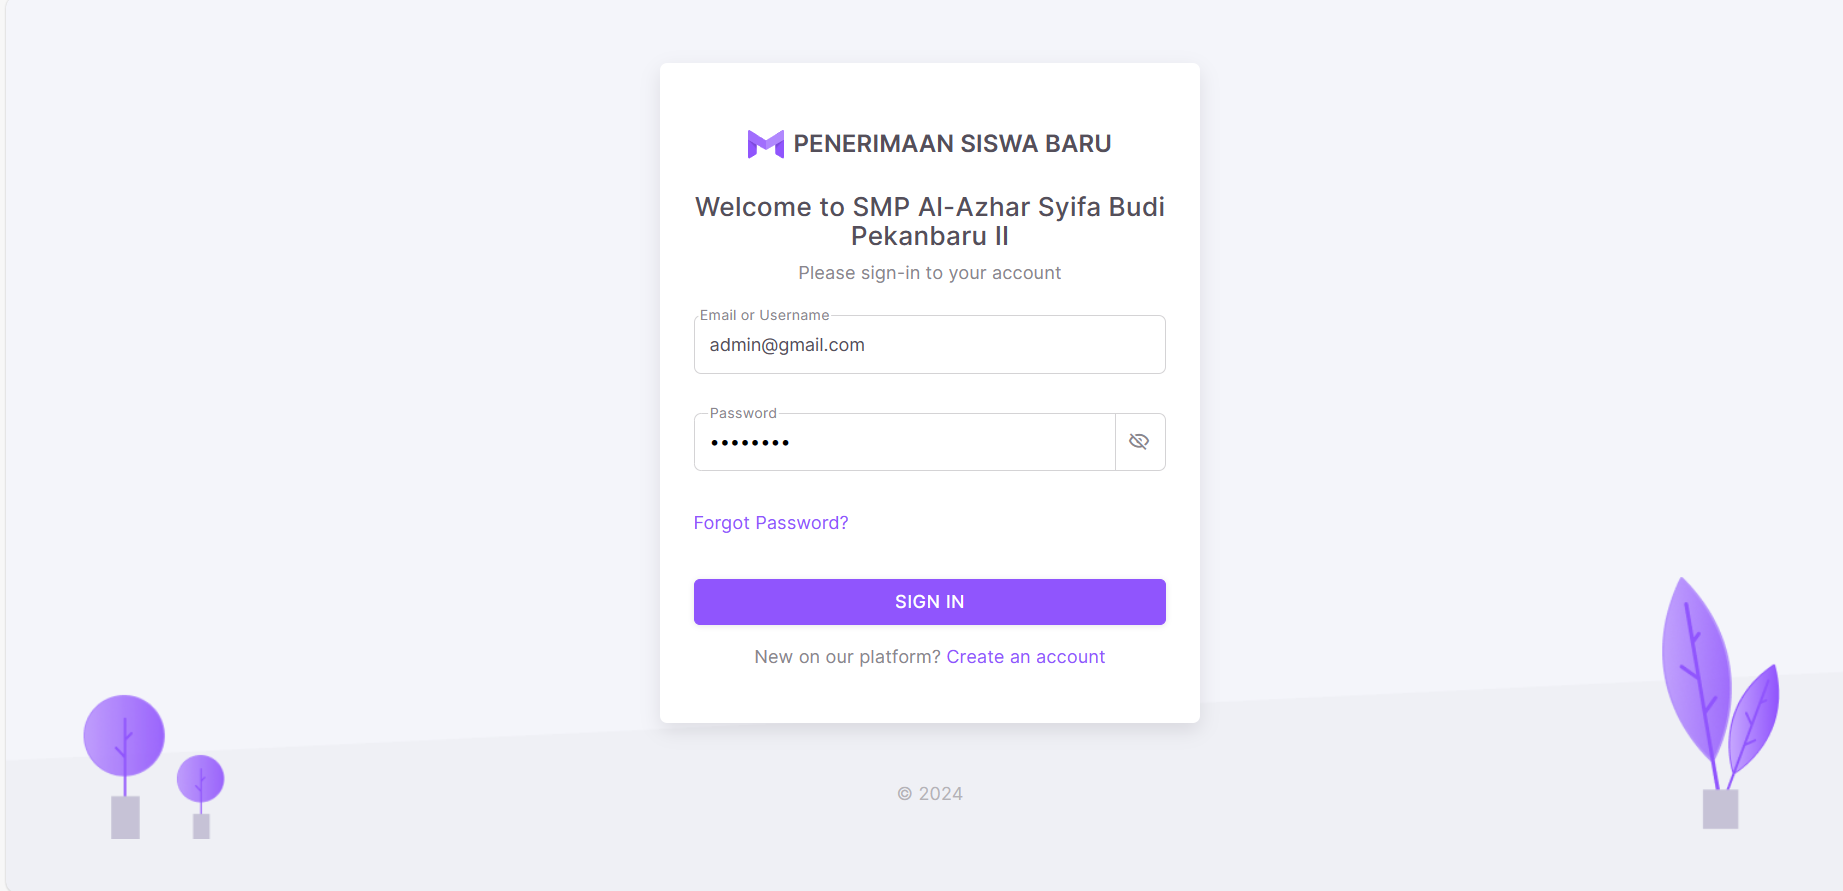 PENERIMAAN SISWA BARU
Welcome to SMP Al-Azhar Syifa Budi
Pekanbaru II
Please sign-in to your account
Email or Username
admin@gmail.com
Password
••••••••
Forgot Password?
SIGN IN
New on our platform? Create an account
© 2024